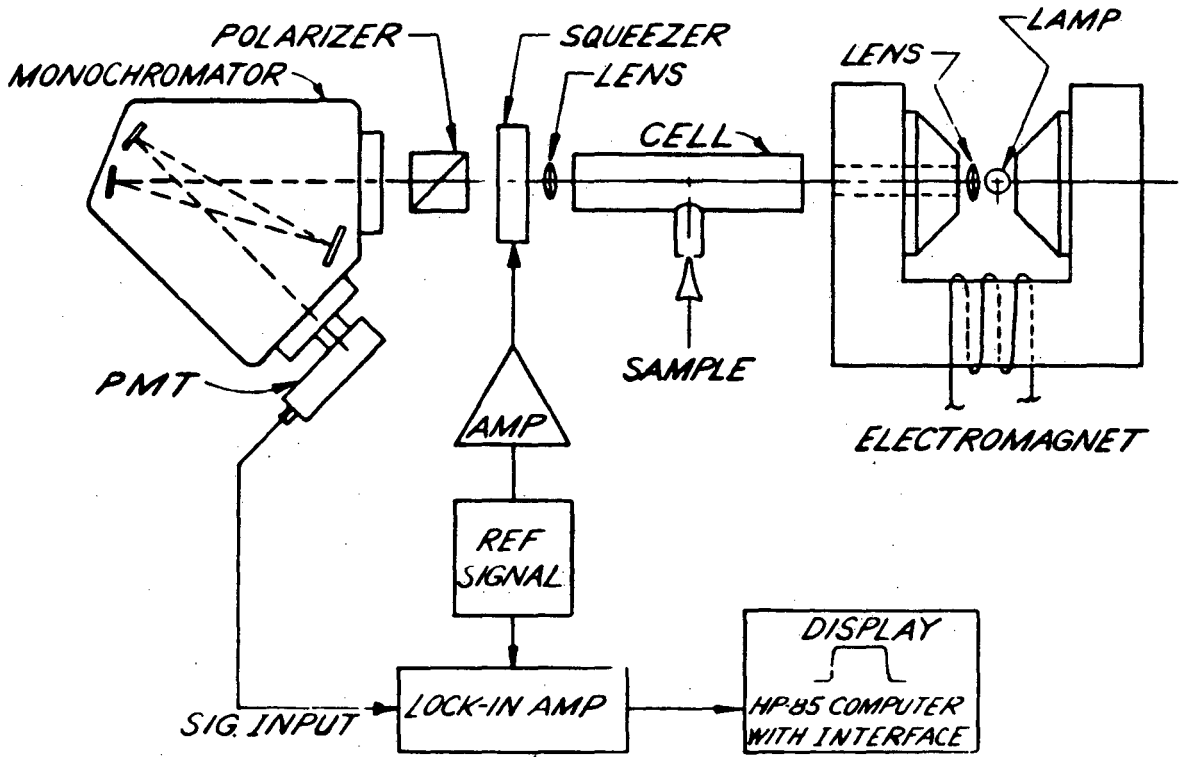 LAMP
POLARIZER
SQUEEZER
LENS
MONOCHROMATOR
LENS
CELL
SAMPLE
PMT
AMP
ELECTROMAGNET
REF
SIGNAL
DISPLAY
LOCK-IN AMP
HP-85 COMPUTER
WITH INTERFACE
SIG. INPUT